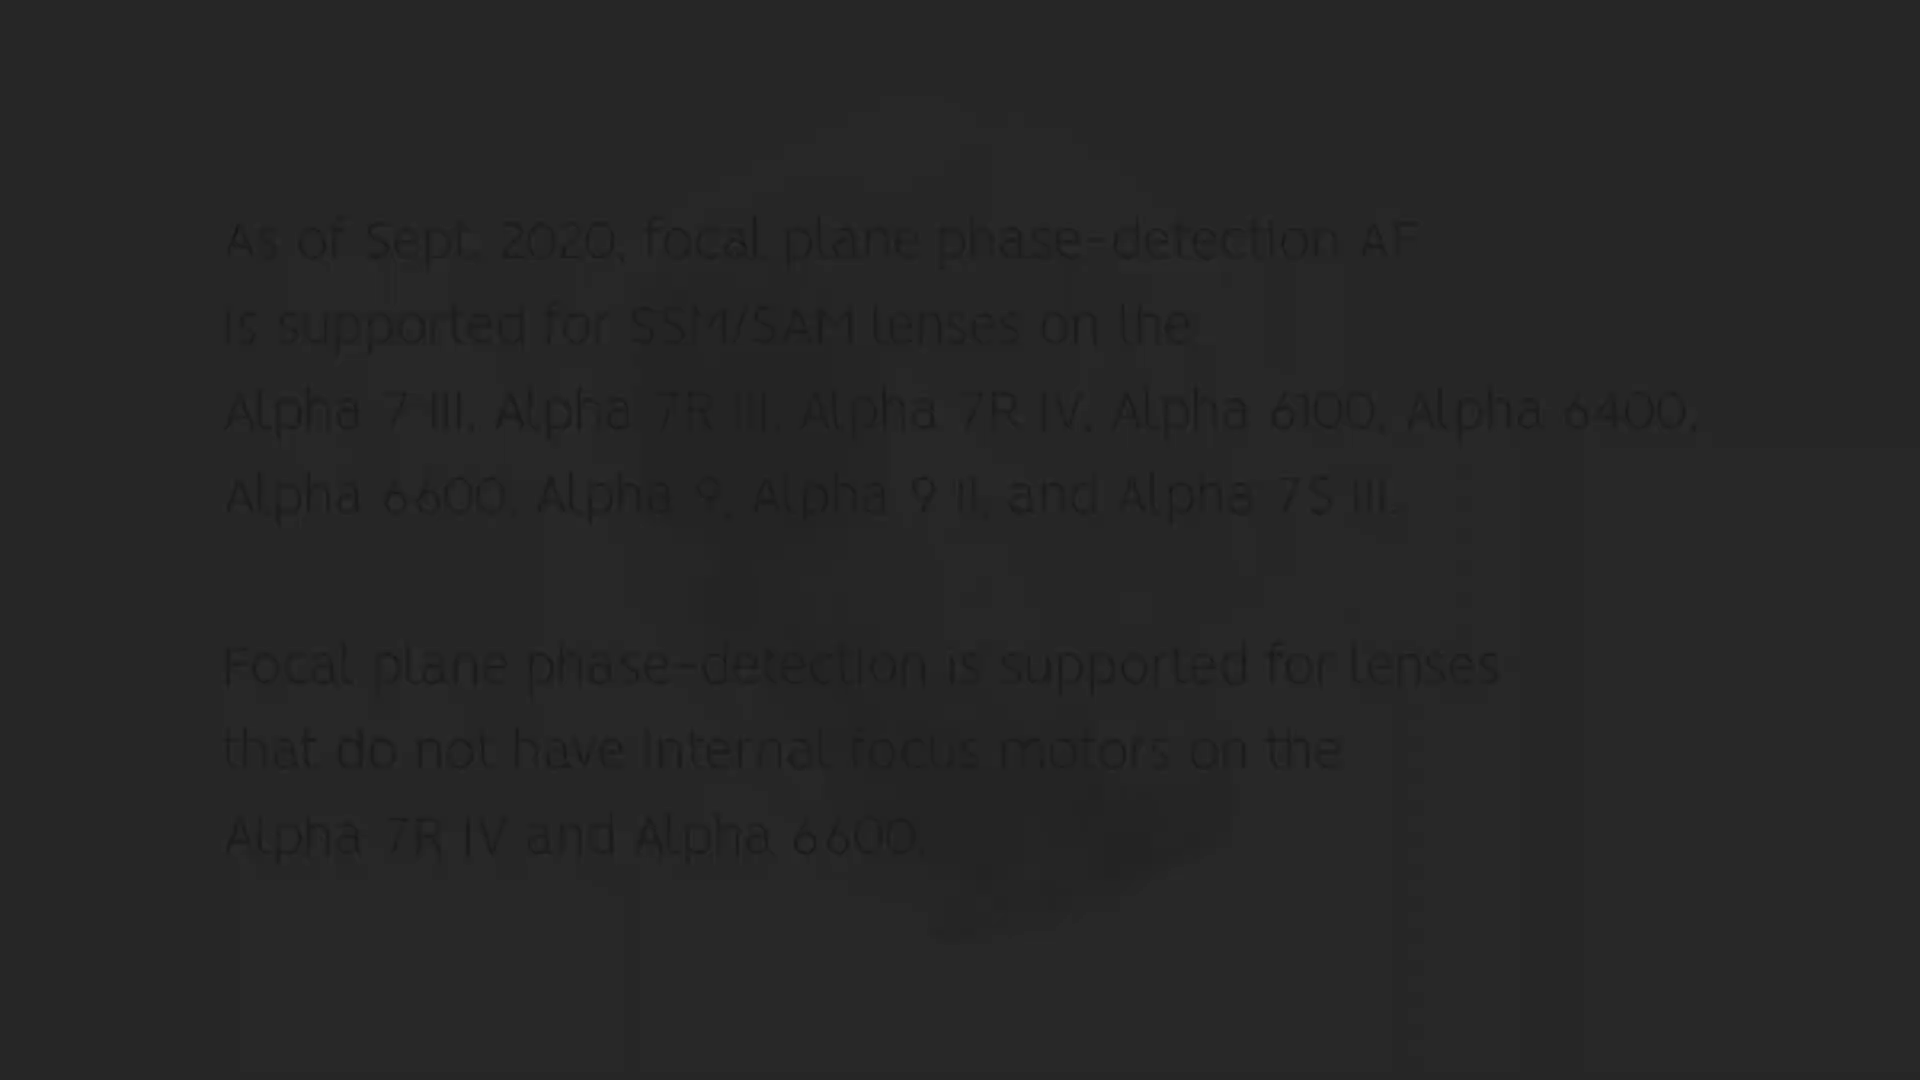 As of Sept. 2020, focal plane phase-detection AF
is supported for SSM/SAM lenses on the
Alpha 7 III, Alpha 7R III, Alpha 7R IV, Alpha 6100, Alpha 6400,
Alpha 6600, Alpha 9, Alpha 9 II, and Alpha 7S III.
Focal plane phase-detection is supported for lenses
that do not have internal focus motors on the
Alpha 7R IV and Alpha 6600.